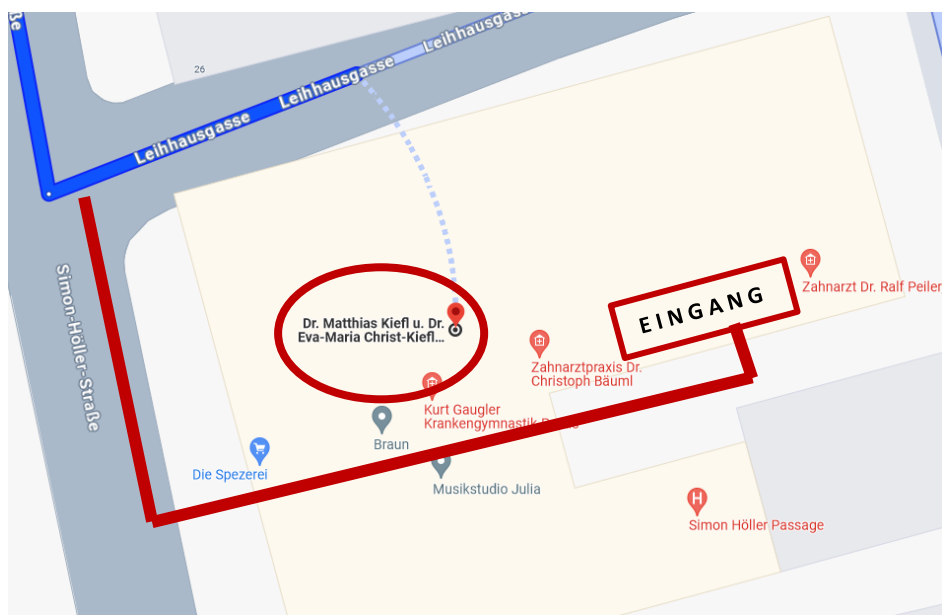 26
Leihhausgasse
Leihhausgasse
Leihhausgasse
Simon-Höller-Straße
Dr. Matthias Kiefl u. Dr.
Eva-Maria Christ-Kiefl...
EINGANG
Zahnarzt Dr. Ralf Peiler
Zahnarztpraxis Dr.
Christoph Bäuml
Kurt Gaugler
Krankengymnastik
Braun
Die Spezerei
Musikstudio Julia
H
Simon Höller Passage